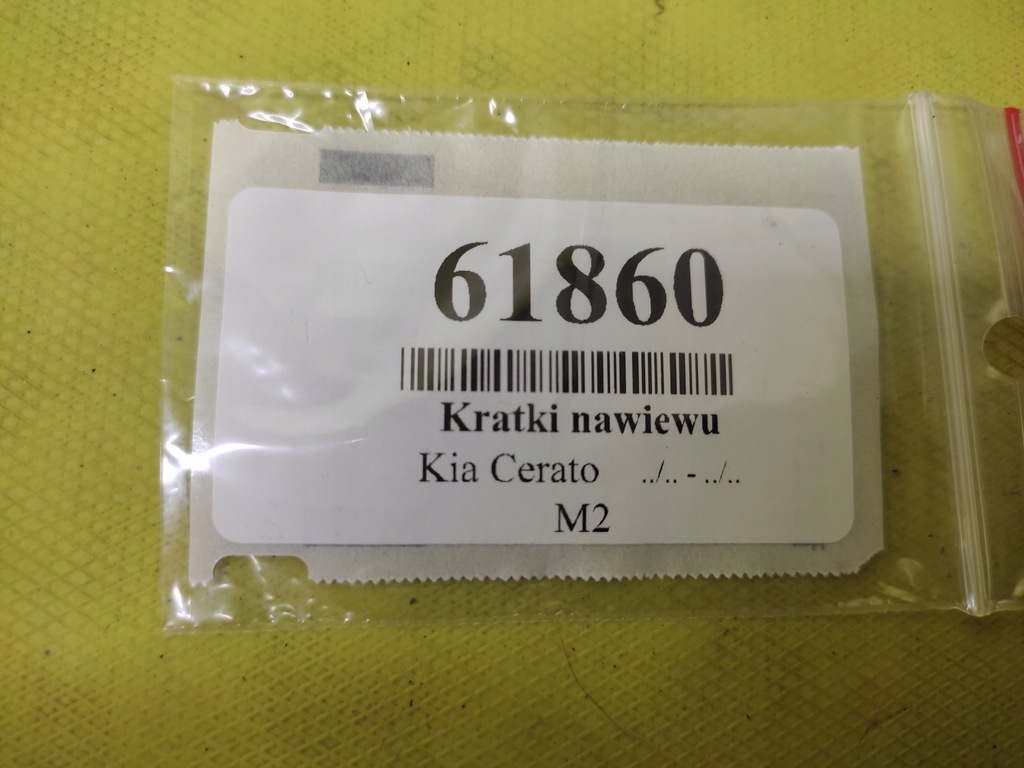 61860
Kratki nawiewu
Kia Cerato ../.. - ../..
M2